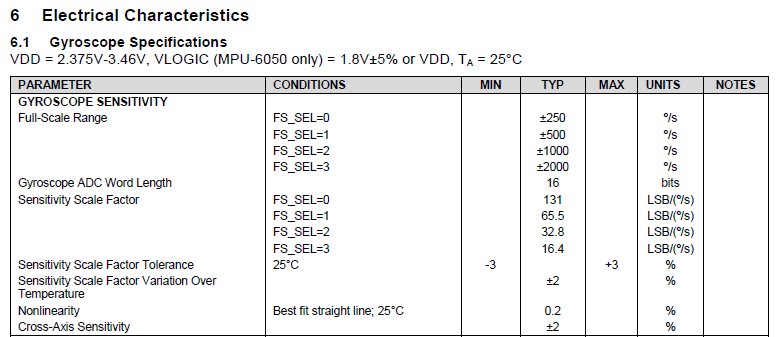 6 Electrical Characteristics
6.1 Gyroscope Specifications
VDD = 2.375V-3.46V, VLOGIC (MPU-6050 only) = 1.8V±5% or VDD, TA = 25°C
PARAMETER CONDITIONS MIN TYP MAX UNITS NOTES
GYROSCOPE SENSITIVITY
Full-Scale Range FS_SEL=0 ±250 º/s
FS_SEL=1 ±500 º/s
FS_SEL=2 ±1000 º/s
FS_SEL=3 ±2000 º/s
Gyroscope ADC Word Length 16 bits
Sensitivity Scale Factor FS_SEL=0 131 LSB/(º/s)
FS_SEL=1 65.5 LSB/(º/s)
FS_SEL=2 32.8 LSB/(º/s)
FS_SEL=3 16.4 LSB/(º/s)
Sensitivity Scale Factor Tolerance 25°C -3 +3 %
Sensitivity Scale Factor Variation Over ±2 %
Temperature
Nonlinearity Best fit straight line; 25°C 0.2 %
Cross-Axis Sensitivity ±2 %